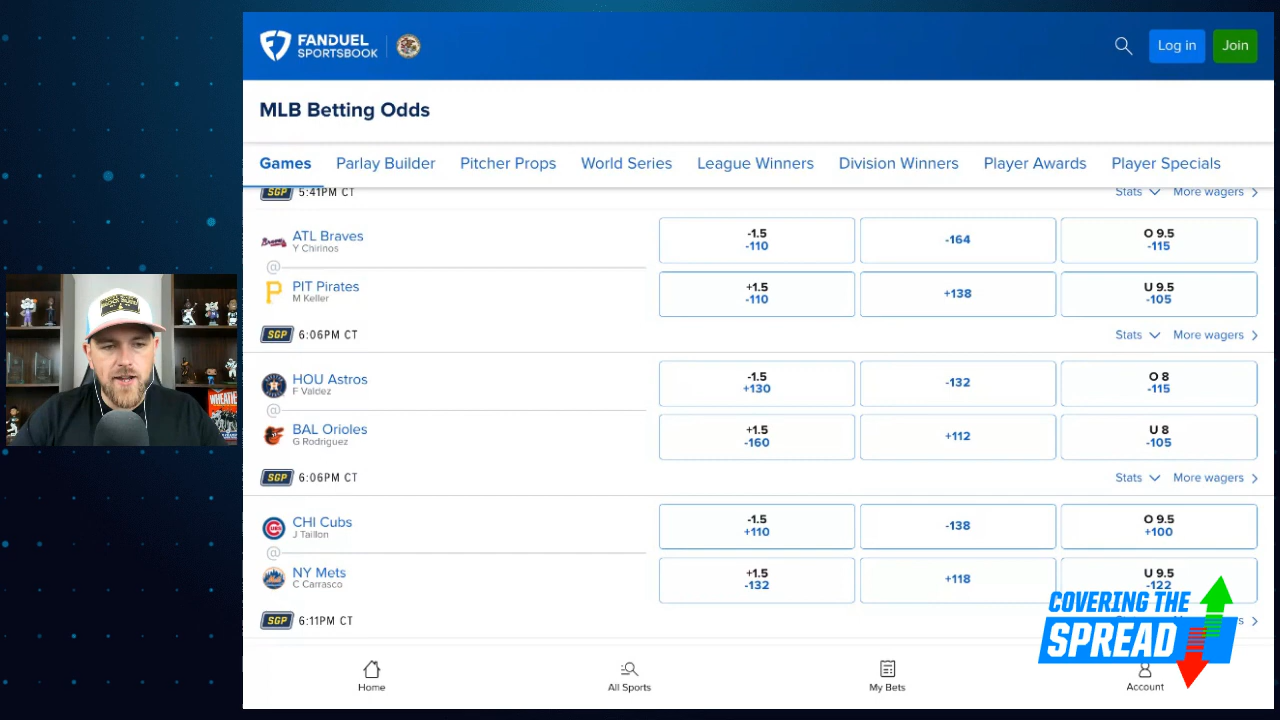 FANDUEL
SPORTSBOOK
Log in
Join
MLB Betting Odds
Games Parlay Builder Pitcher Props World Series League Winners Division Winners Player Awards Player Specials
SGP 5:41PM CT Stats More wagers
ATL Braves
Y Chirinos
-1.5
-110
-164
O 9.5
-115
@
PIT Pirates
M Keller
+1.5
-110
+138
U 9.5
-105
SGP 6:06PM CT Stats More wagers
HOU Astros
F Valdez
-1.5
+130
-132
O 8
-115
@
BAL Orioles
G Rodriguez
+1.5
-160
+112
U 8
-105
SGP 6:06PM CT Stats More wagers
CHI Cubs
J Taillon
-1.5
+110
-138
O 9.5
+100
@
NY Mets
C Carrasco
+1.5
-132
+118
U 9.5
-122
SGP 6:11PM CT
COVERING THE
SPREAD
Home All Sports My Bets Account
WHEATIES